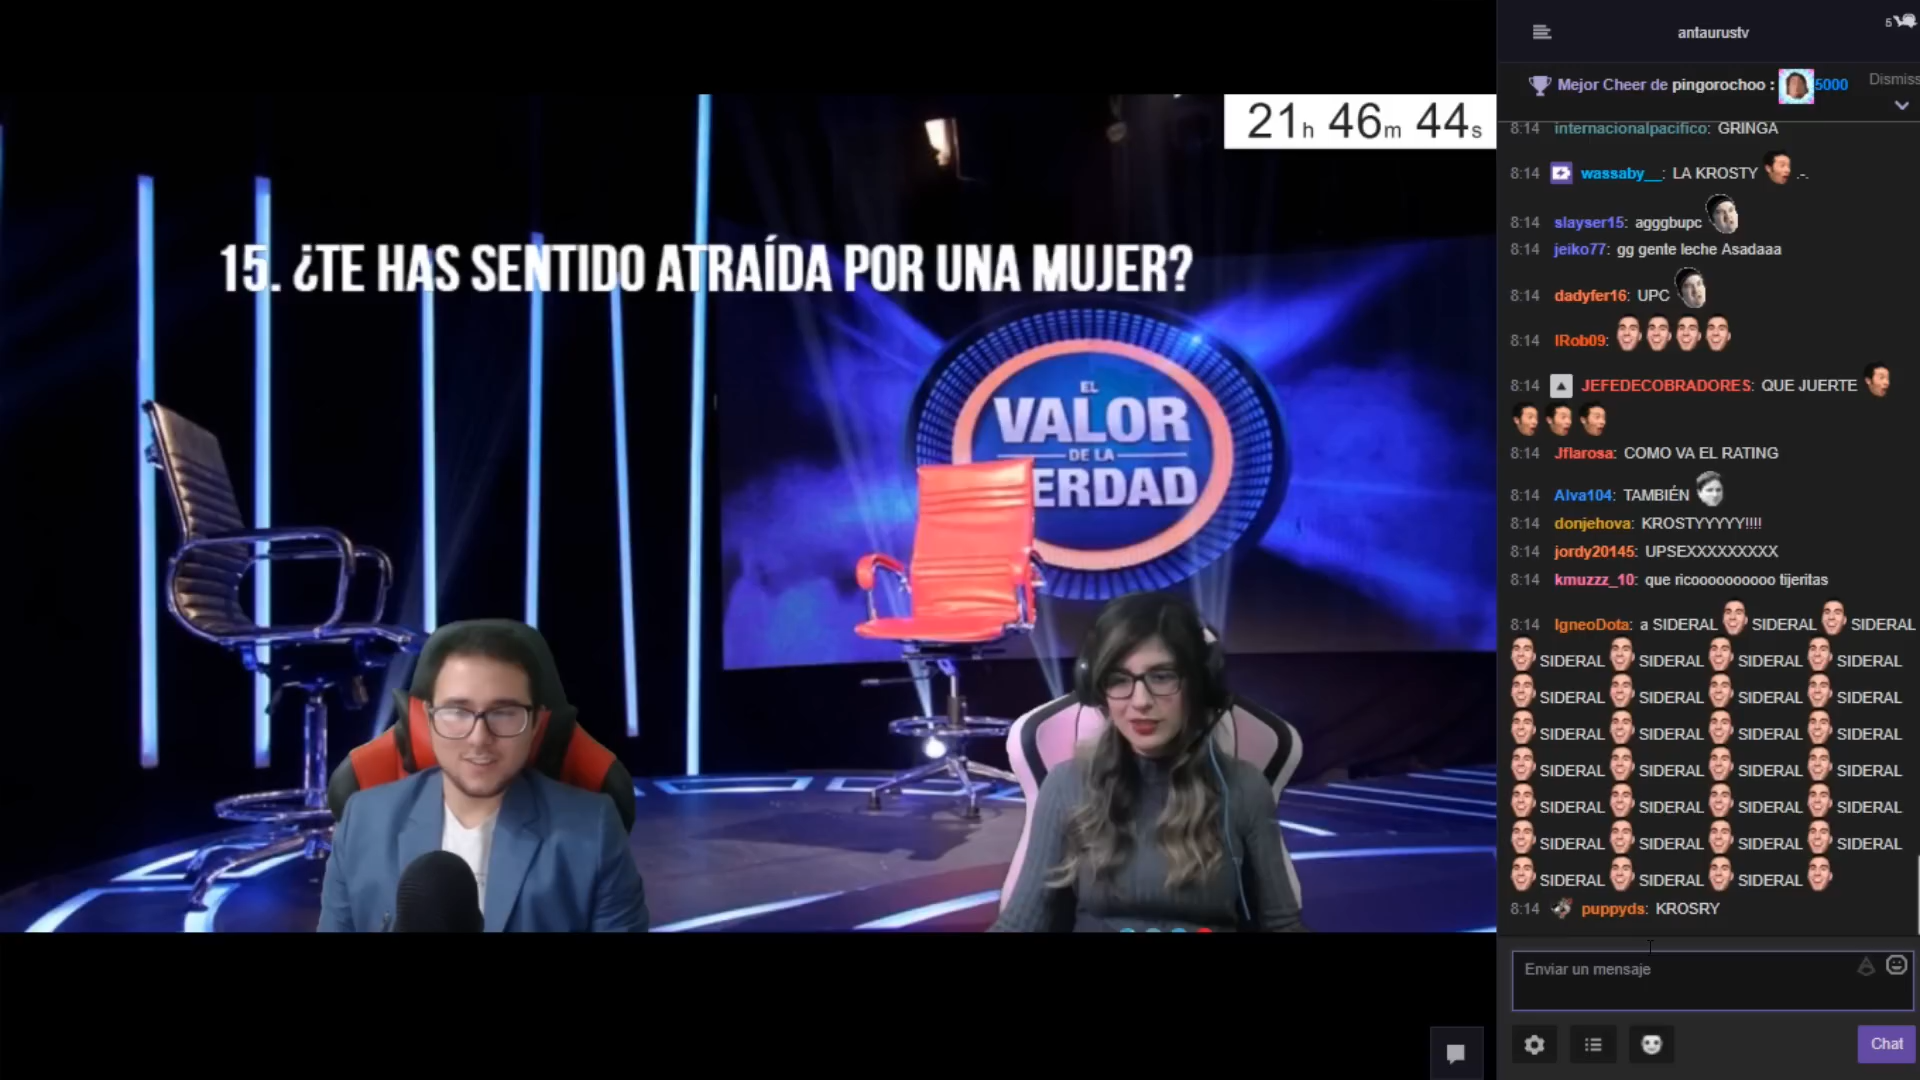 21h 46m 44s
15. ¿TE HAS SENTIDO ATRAÍDA POR UNA MUJER?
EL
VALOR
DE LA
ERDAD
5
antaurustv
Mejor Cheer de pingorochoo : 5000
Dismiss
8:14 internacionalpacifico: GRINGA
8:14 wassaby__: LA KROSTY .-.
8:14 slayser15: agggbupc
8:14 jeiko77: gg gente leche Asadaaa
8:14 dadyfer16: UPC
8:14 IRob09:
8:14 JEFEDECOBRADORES: QUE JUERTE
8:14 Jflarosa: COMO VA EL RATING
8:14 Alva104: TAMBIÉN
8:14 donjehova: KROSTYYYYY!!!!
8:14 jordy20145: UPSEXXXXXXXXX
8:14 kmuzzz_10: que ricoooooooooo tijeritas
8:14 IgneoDota: a SIDERAL SIDERAL SIDERAL
SIDERAL SIDERAL SIDERAL SIDERAL
SIDERAL SIDERAL SIDERAL SIDERAL
SIDERAL SIDERAL SIDERAL SIDERAL
SIDERAL SIDERAL SIDERAL SIDERAL
SIDERAL SIDERAL SIDERAL SIDERAL
SIDERAL SIDERAL SIDERAL SIDERAL
SIDERAL SIDERAL SIDERAL
8:14 puppyds: KROSRY
Enviar un mensaje
Chat